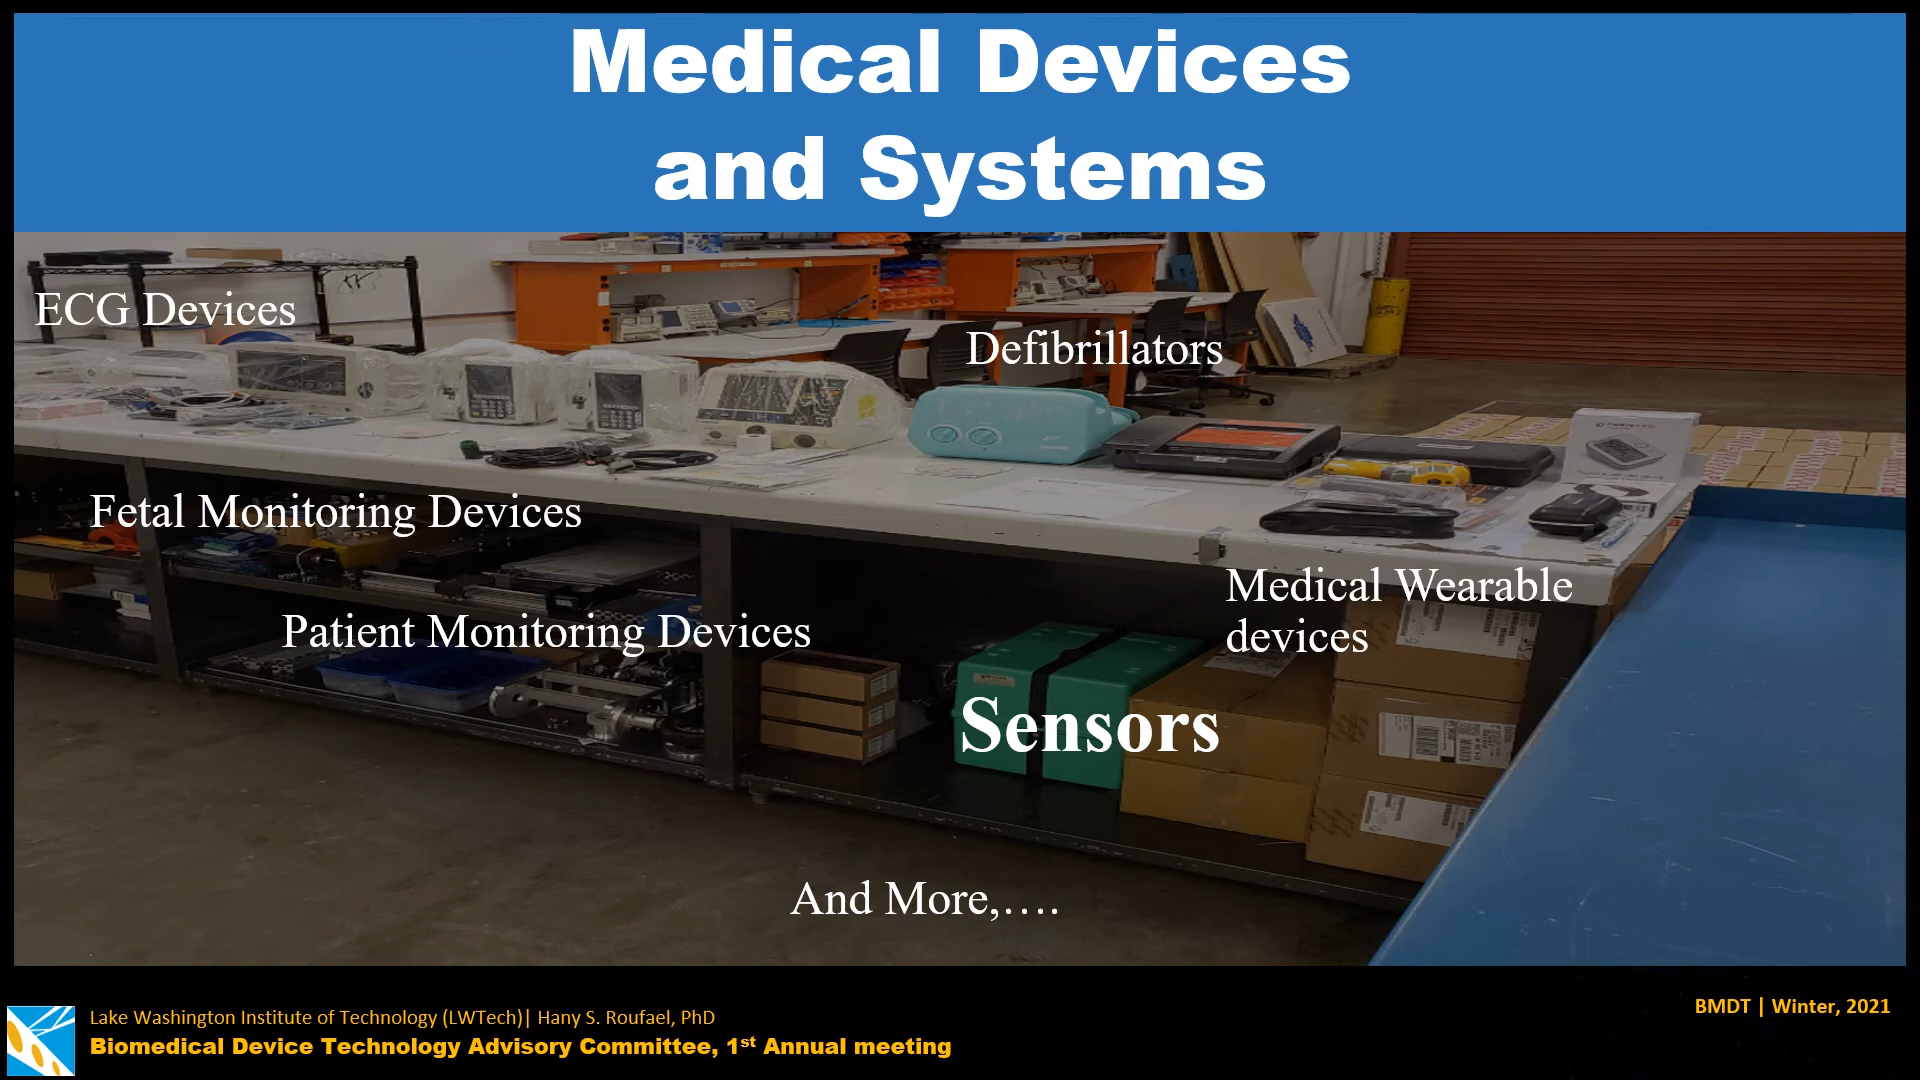 Medical Devices
and Systems
ECG Devices
Defibrillators
Fetal Monitoring Devices
Medical Wearable
devices
Patient Monitoring Devices
Sensors
And More,….
Lake Washington Institute of Technology (LWTech)| Hany S. Roufael, PhD
Biomedical Device Technology Advisory Committee, 1st Annual meeting
BMDT | Winter, 2021